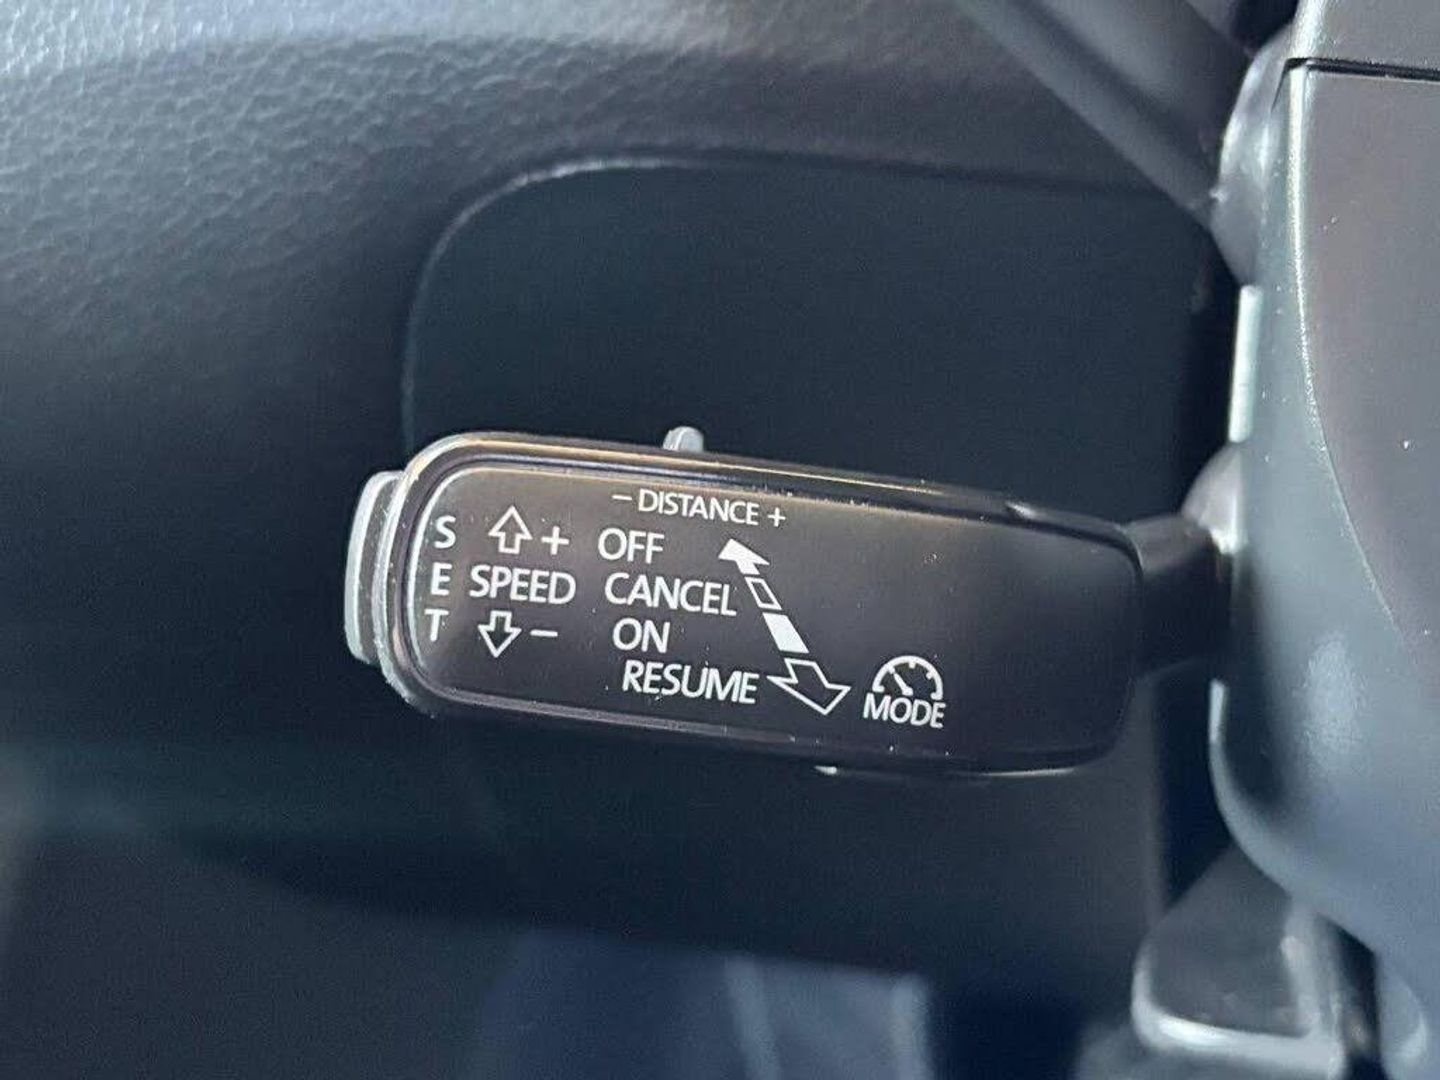 - DISTANCE +
S + OFF
E SPEED CANCEL
T - ON
RESUME
MODE